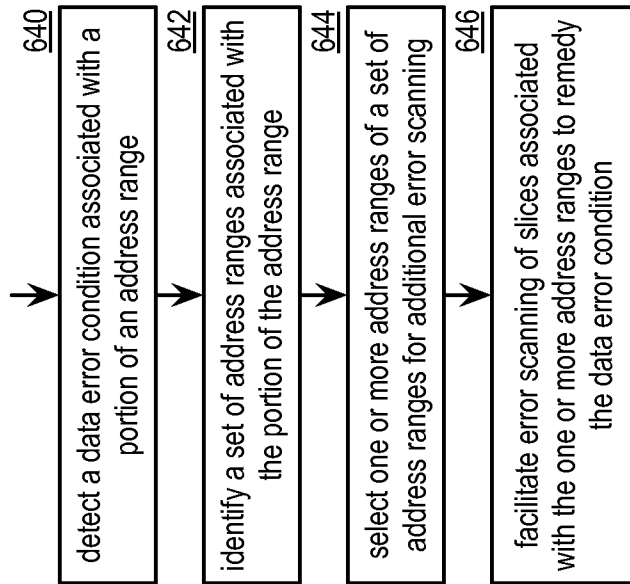 640
detect a data error condition associated with a
portion of an address range
642
identify a set of address ranges associated with
the portion of the address range
644
select one or more address ranges of a set of
address ranges for additional error scanning
646
facilitate error scanning of slices associated
with the one or more address ranges to remedy
the data error condition